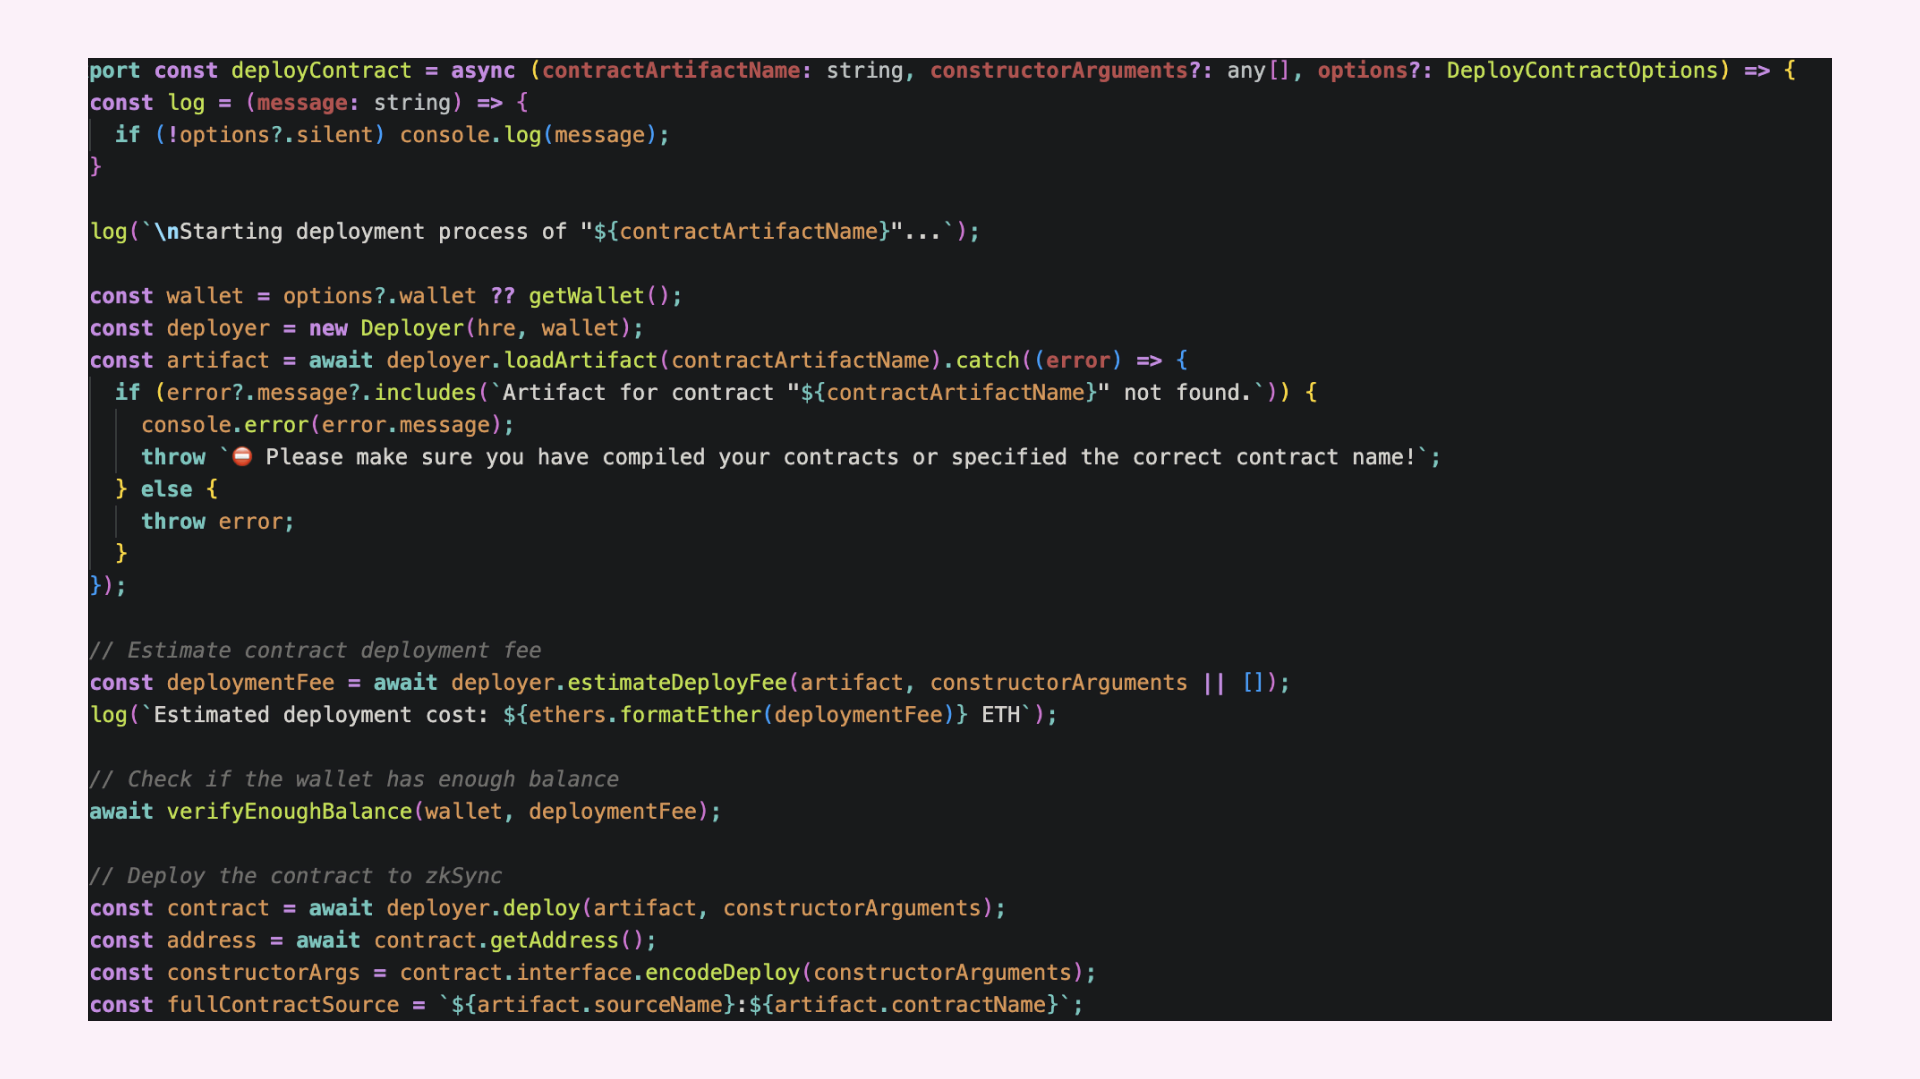 port const deployContract = async (contractArtifactName: string, constructorArguments?: any[], options?: DeployContractOptions) => {
const log = (message: string) => {
  if (!options?.silent) console.log(message);
}

log(`\nStarting deployment process of "${contractArtifactName}"...`);

const wallet = options?.wallet ?? getWallet();
const deployer = new Deployer(hre, wallet);
const artifact = await deployer.loadArtifact(contractArtifactName).catch((error) => {
  if (error?.message?.includes(`Artifact for contract "${contractArtifactName}" not found.`)) {
    console.error(error.message);
    throw `⛔️ Please make sure you have compiled your contracts or specified the correct contract name!`;
  } else {
    throw error;
  }
});

// Estimate contract deployment fee
const deploymentFee = await deployer.estimateDeployFee(artifact, constructorArguments || []);
log(`Estimated deployment cost: ${ethers.formatEther(deploymentFee)} ETH`);

// Check if the wallet has enough balance
await verifyEnoughBalance(wallet, deploymentFee);

// Deploy the contract to zkSync
const contract = await deployer.deploy(artifact, constructorArguments);
const address = await contract.getAddress();
const constructorArgs = contract.interface.encodeDeploy(constructorArguments);
const fullContractSource = `${artifact.sourceName}:${artifact.contractName}`;